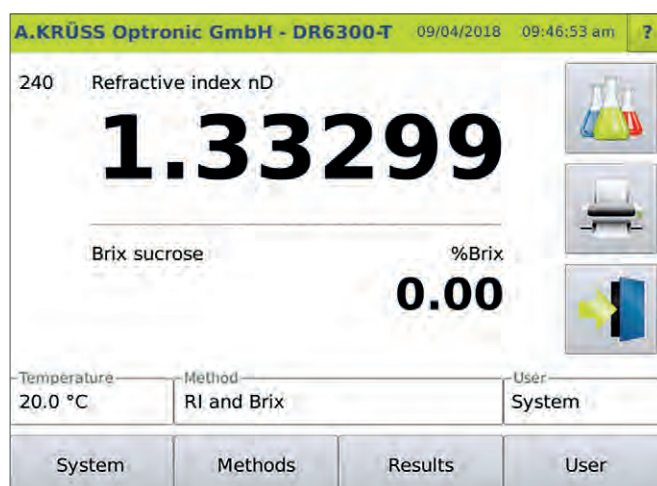 A.KRÜSS Optronic GmbH - DR6300-T 09/04/2018 09:46:53 am ?
240 Refractive index nD
1.33299
Brix sucrose %Brix
0.00
Temperature Method User
20.0 °C RI and Brix System
System Methods Results User